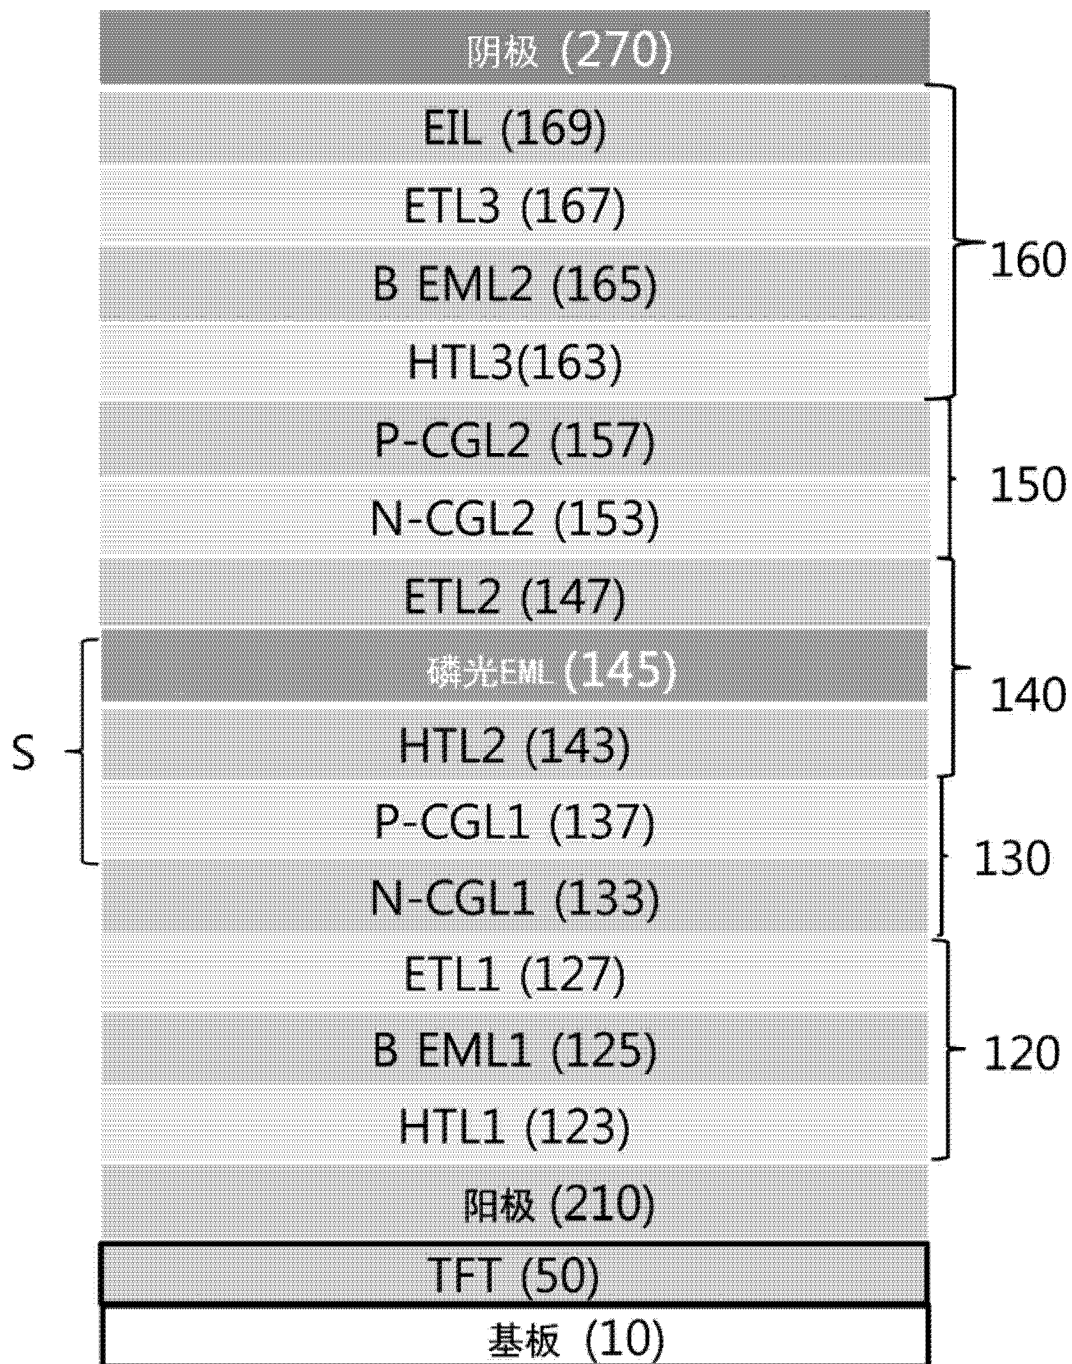 阴极 (270)
EIL (169)
ETL3 (167)
B EML2 (165)
160
HTL3(163)
P-CGL2 (157)
150
N-CGL2 (153)
ETL2 (147)
磷光EML (145)
140
HTL2 (143)
S
P-CGL1 (137)
130
N-CGL1 (133)
ETL1 (127)
B EML1 (125)
120
HTL1 (123)
阳极 (210)
TFT (50)
基板 (10)